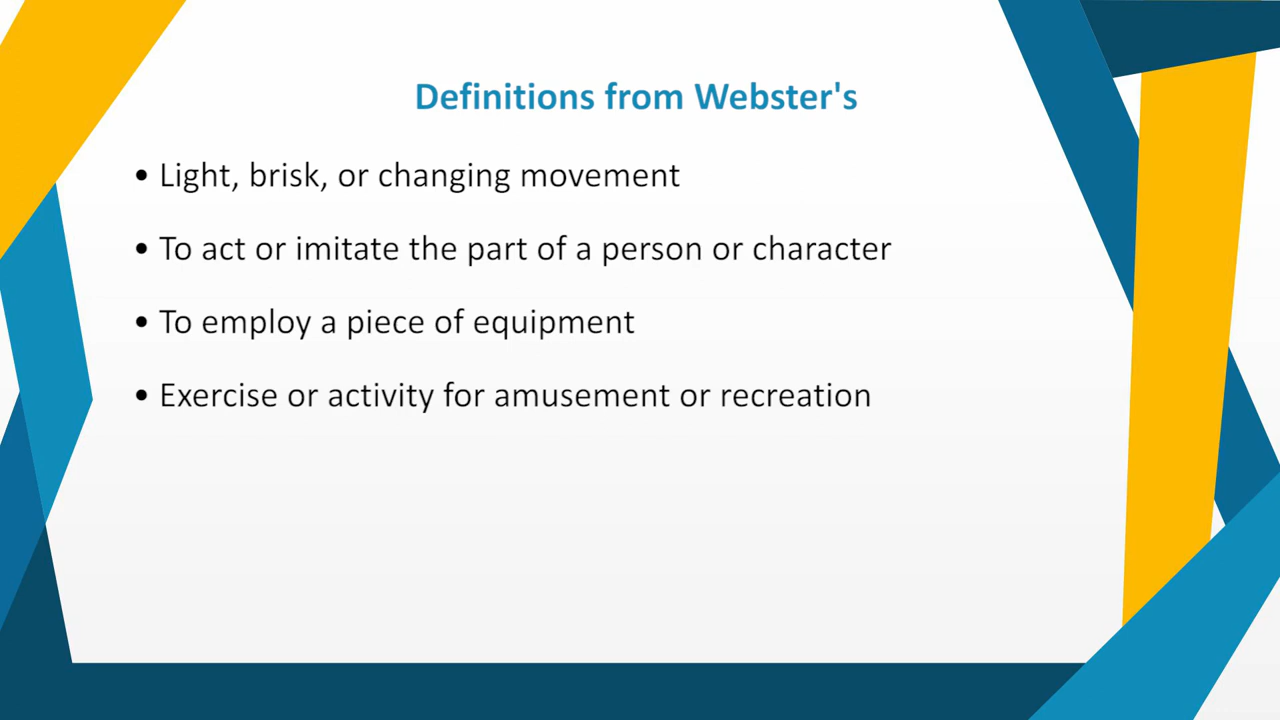 Definitions from Webster's
• Light, brisk, or changing movement
• To act or imitate the part of a person or character
• To employ a piece of equipment
• Exercise or activity for amusement or recreation